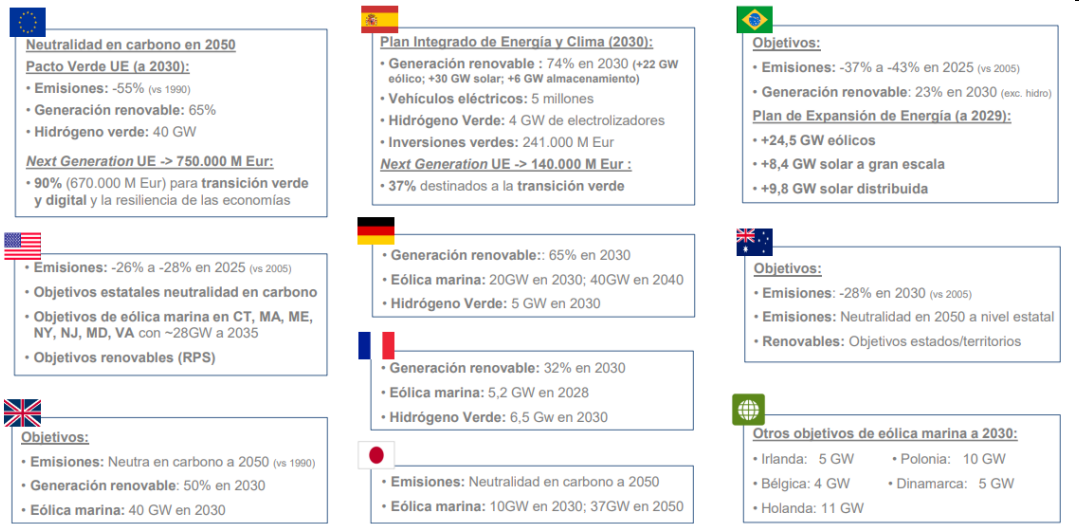 Neutralidad en carbono en 2050
Pacto Verde UE (a 2030):
• Emisiones: -55% (vs 1990)
• Generación renovable: 65%
• Hidrógeno verde: 40 GW
Next Generation UE -> 750.000 M Eur:
• 90% (670.000 M Eur) para transición verde
y digital y la resiliencia de las economías
Plan Integrado de Energía y Clima (2030):
• Generación renovable : 74% en 2030 (+22 GW
eólico; +30 GW solar; +6 GW almacenamiento)
• Vehículos eléctricos: 5 millones
• Hidrógeno Verde: 4 GW de electrolizadores
• Inversiones verdes: 241.000 M Eur
Next Generation UE -> 140.000 M Eur :
• 37% destinados a la transición verde
Objetivos:
• Emisiones: -37% a -43% en 2025 (vs 2005)
• Generación renovable: 23% en 2030 (exc. hidro)
Plan de Expansión de Energía (a 2029):
• +24,5 GW eólicos
• +8,4 GW solar a gran escala
• +9,8 GW solar distribuida
• Emisiones: -26% a -28% en 2025 (vs 2005)
• Objetivos estatales neutralidad en carbono
• Objetivos de eólica marina en CT, MA, ME,
NY, NJ, MD, VA con ~28GW a 2035
• Objetivos renovables (RPS)
• Generación renovable:: 65% en 2030
• Eólica marina: 20GW en 2030; 40GW en 2040
• Hidrógeno Verde: 5 GW en 2030
Objetivos:
• Emisiones: -28% en 2030 (vs 2005)
• Emisiones: Neutralidad en 2050 a nivel estatal
• Renovables: Objetivos estados/territorios
• Generación renovable: 32% en 2030
• Eólica marina: 5,2 GW en 2028
• Hidrógeno Verde: 6,5 Gw en 2030
Objetivos:
• Emisiones: Neutra en carbono a 2050 (vs 1990)
• Generación renovable: 50% en 2030
• Eólica marina: 40 GW en 2030
• Emisiones: Neutralidad en carbono a 2050
• Eólica marina: 10GW en 2030; 37GW en 2050
Otros objetivos de eólica marina a 2030:
• Irlanda: 5 GW • Polonia: 10 GW
• Bélgica: 4 GW • Dinamarca: 5 GW
• Holanda: 11 GW